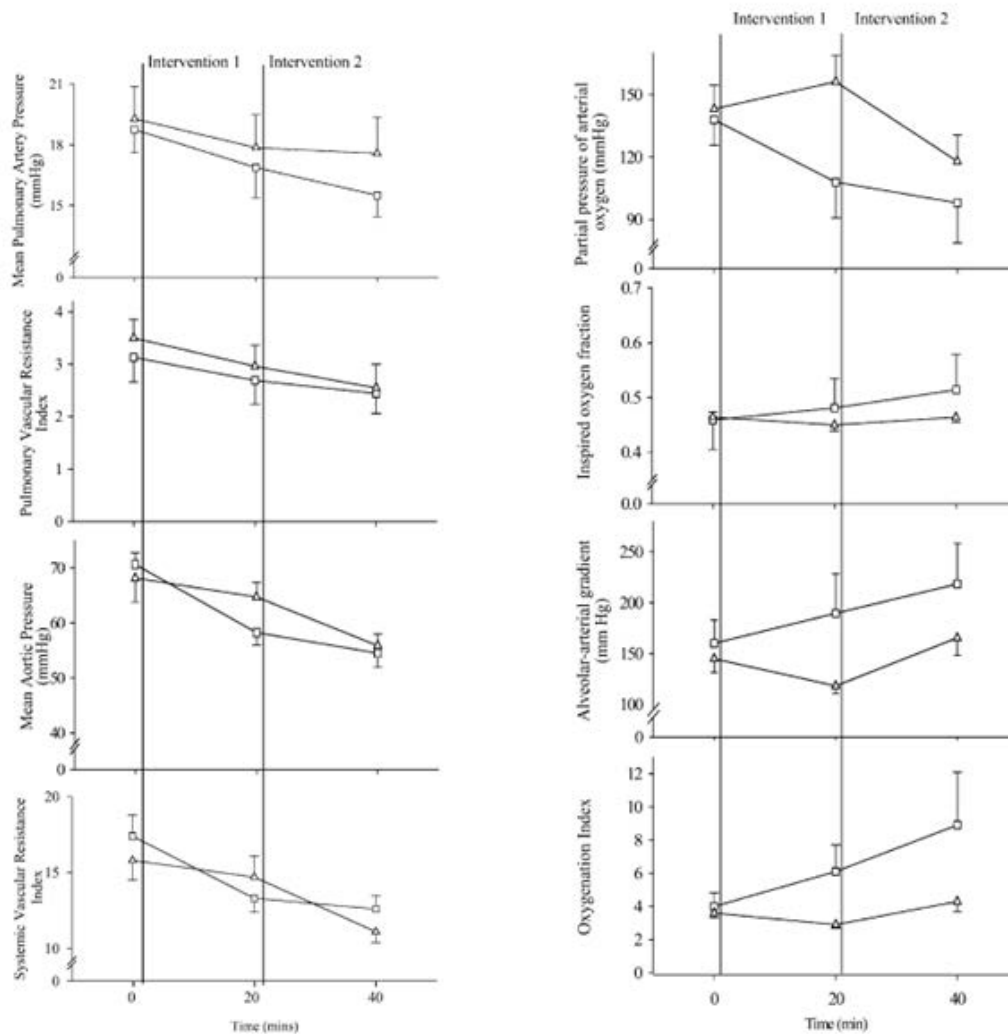 Intervention 1
Intervention 2
Mean Pulmonary Artery Pressure
(mmHg)
21
18
15
0
Pulmonary Vascular Resistance
Index
4
3
2
1
0
Mean Aortic Pressure
(mmHg)
70
60
50
40
0
Systemic Vascular Resistance
Index
20
15
10
0
0
20
40
Time (mins)
Intervention 1
Intervention 2
Partial pressure of arterial
oxygen (mmHg)
150
120
90
0
Inspired oxygen fraction
0.7
0.6
0.5
0.4
0.0
Alveolar-arterial gradient
(mm Hg)
250
200
150
100
0
Oxygenation Index
12
10
8
6
4
2
0
0
20
40
Time (min)